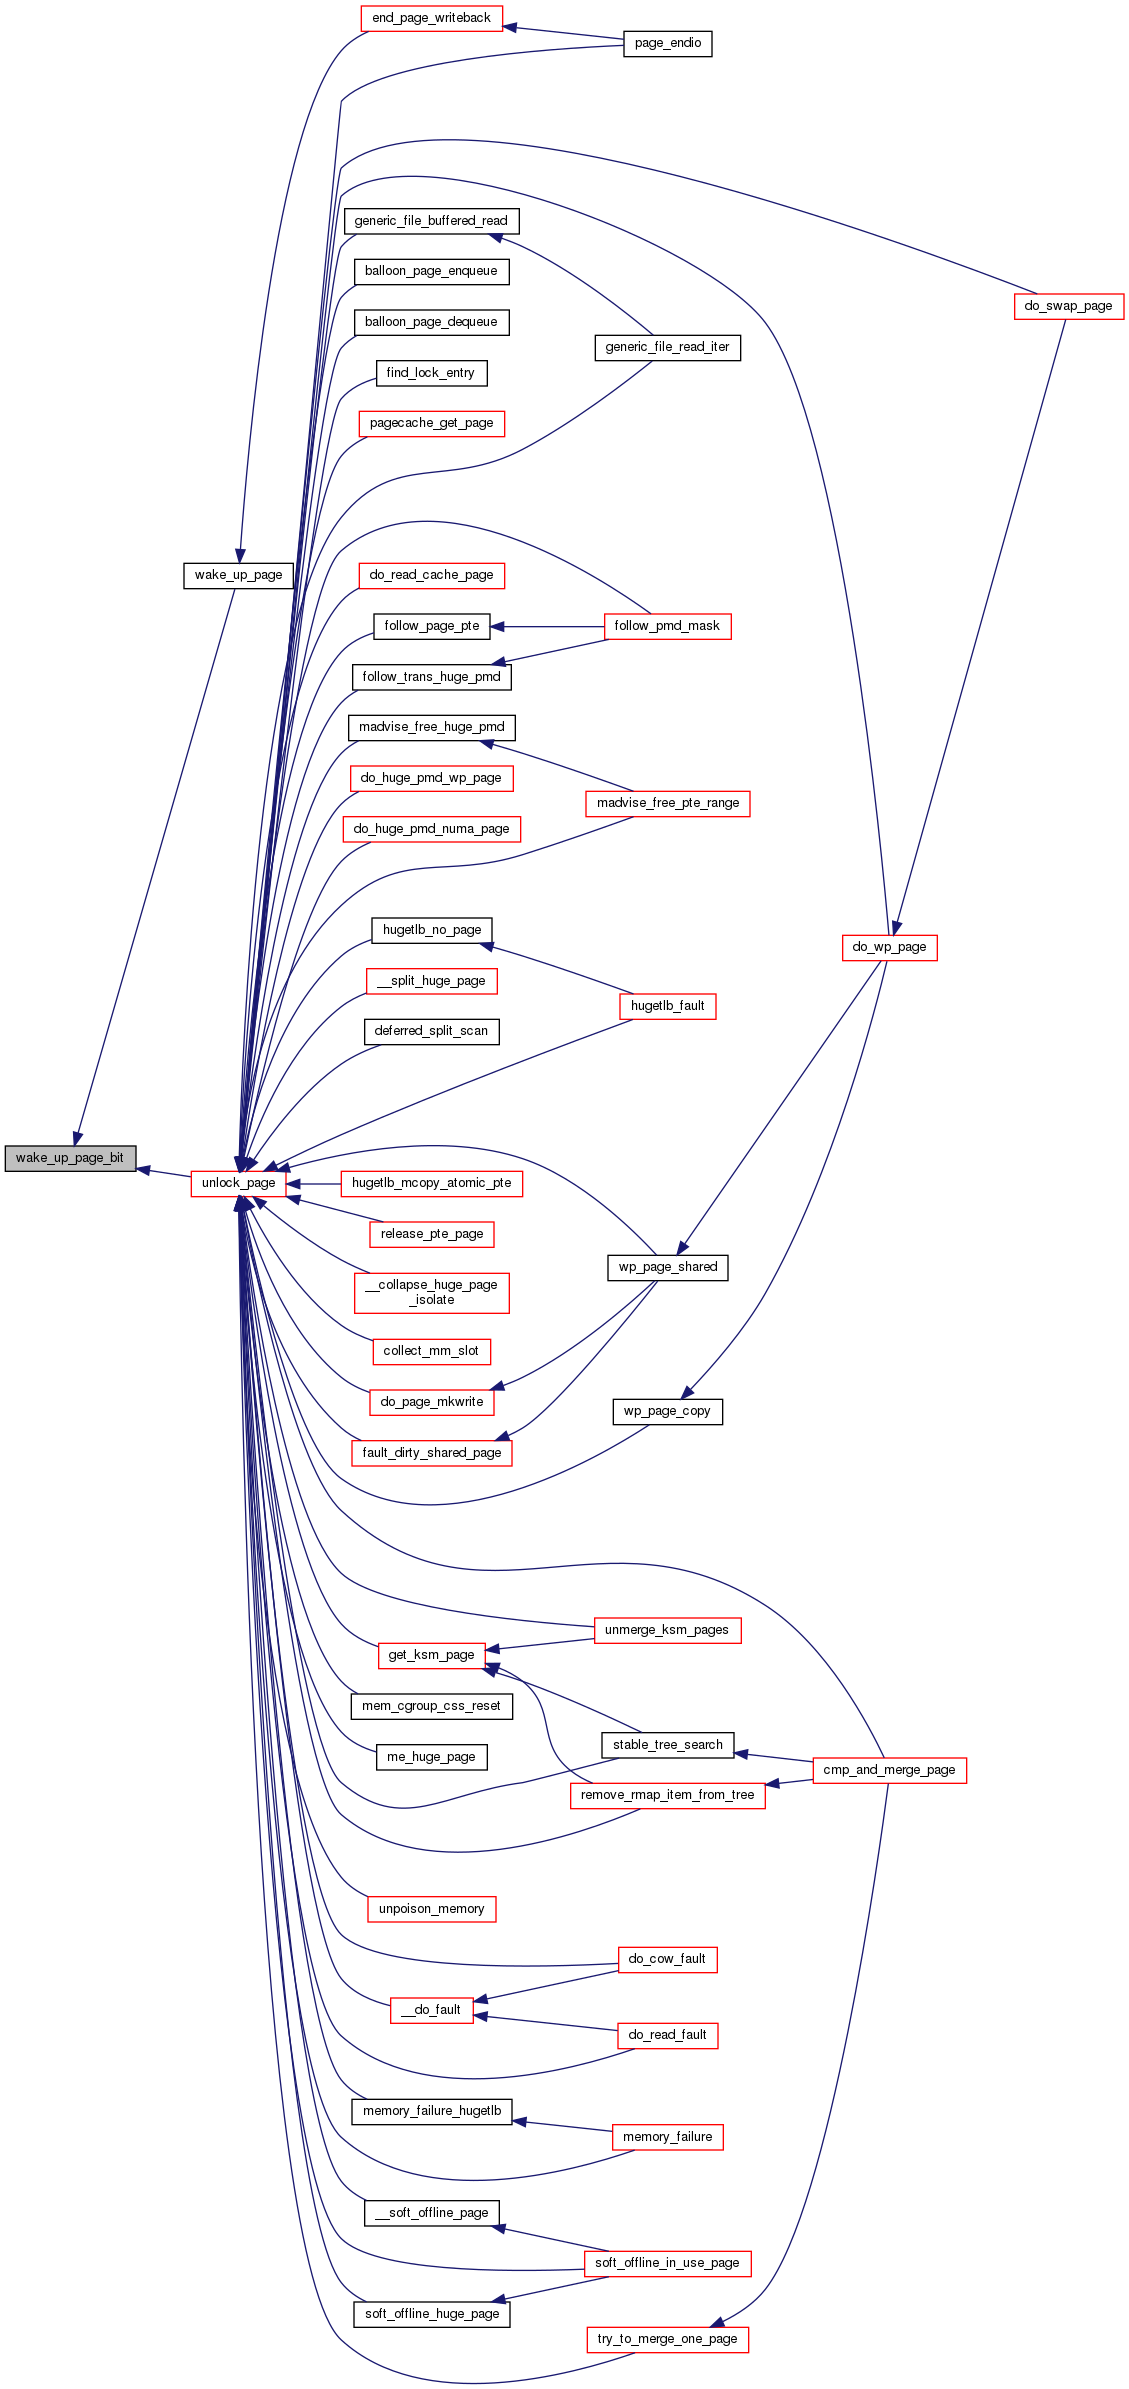 end_page_writeback
page_endio
do_swap_page
generic_file_buffered_read
balloon_page_enqueue
balloon_page_dequeue
generic_file_read_iter
find_lock_entry
pagecache_get_page
wake_up_page
do_read_cache_page
follow_page_pte
follow_pmd_mask
follow_trans_huge_pmd
madvise_free_huge_pmd
do_huge_pmd_wp_page
madvise_free_pte_range
do_huge_pmd_numa_page
hugetlb_no_page
do_wp_page
__split_huge_page
hugetlb_fault
deferred_split_scan
wake_up_page_bit
unlock_page
hugetlb_mcopy_atomic_pte
release_pte_page
wp_page_shared
__collapse_huge_page
_isolate
collect_mm_slot
do_page_mkwrite
wp_page_copy
fault_dirty_shared_page
unmerge_ksm_pages
get_ksm_page
mem_cgroup_css_reset
stable_tree_search
me_huge_page
cmp_and_merge_page
remove_rmap_item_from_tree
unpoison_memory
do_cow_fault
__do_fault
do_read_fault
memory_failure_hugetlb
memory_failure
__soft_offline_page
soft_offline_in_use_page
soft_offline_huge_page
try_to_merge_one_page